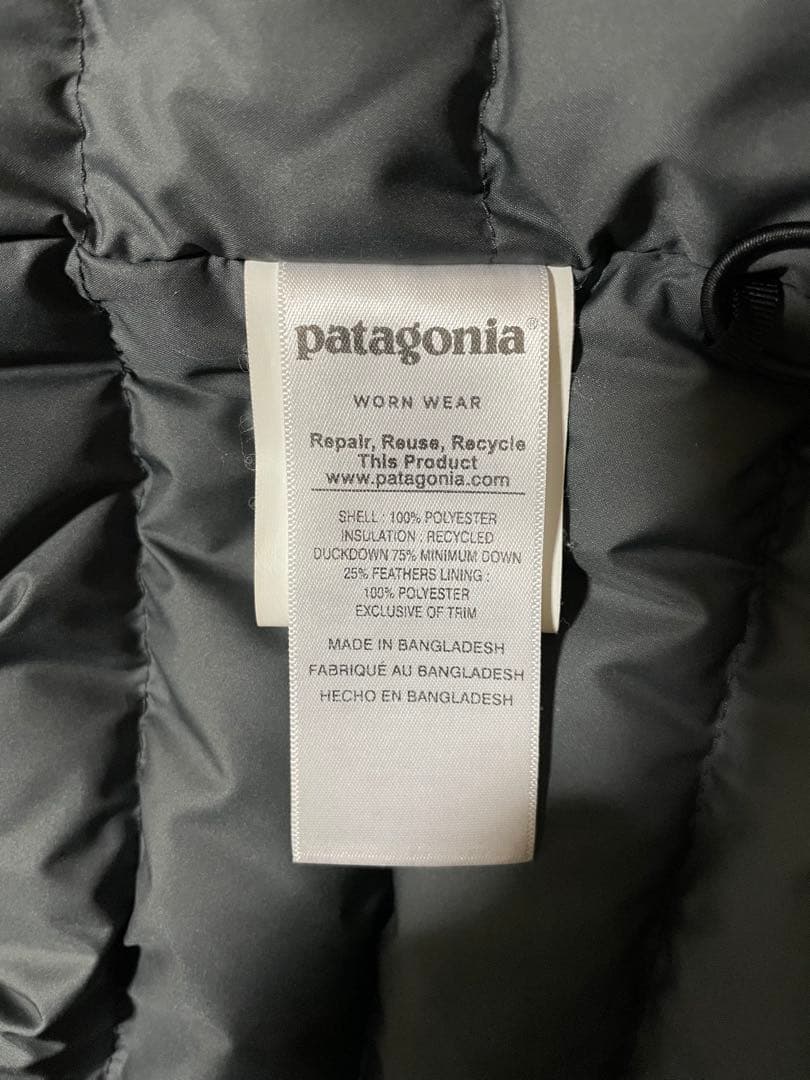 patagonia®
WORN WEAR
Repair, Reuse, Recycle
This Product
www.patagonia.com
SHELL : 100% POLYESTER
INSULATION : RECYCLED
DUCKDOWN 75% MINIMUM DOWN
25% FEATHERS LINING :
100% POLYESTER
EXCLUSIVE OF TRIM
MADE IN BANGLADESH
FABRIQUÉ AU BANGLADESH
HECHO EN BANGLADESH